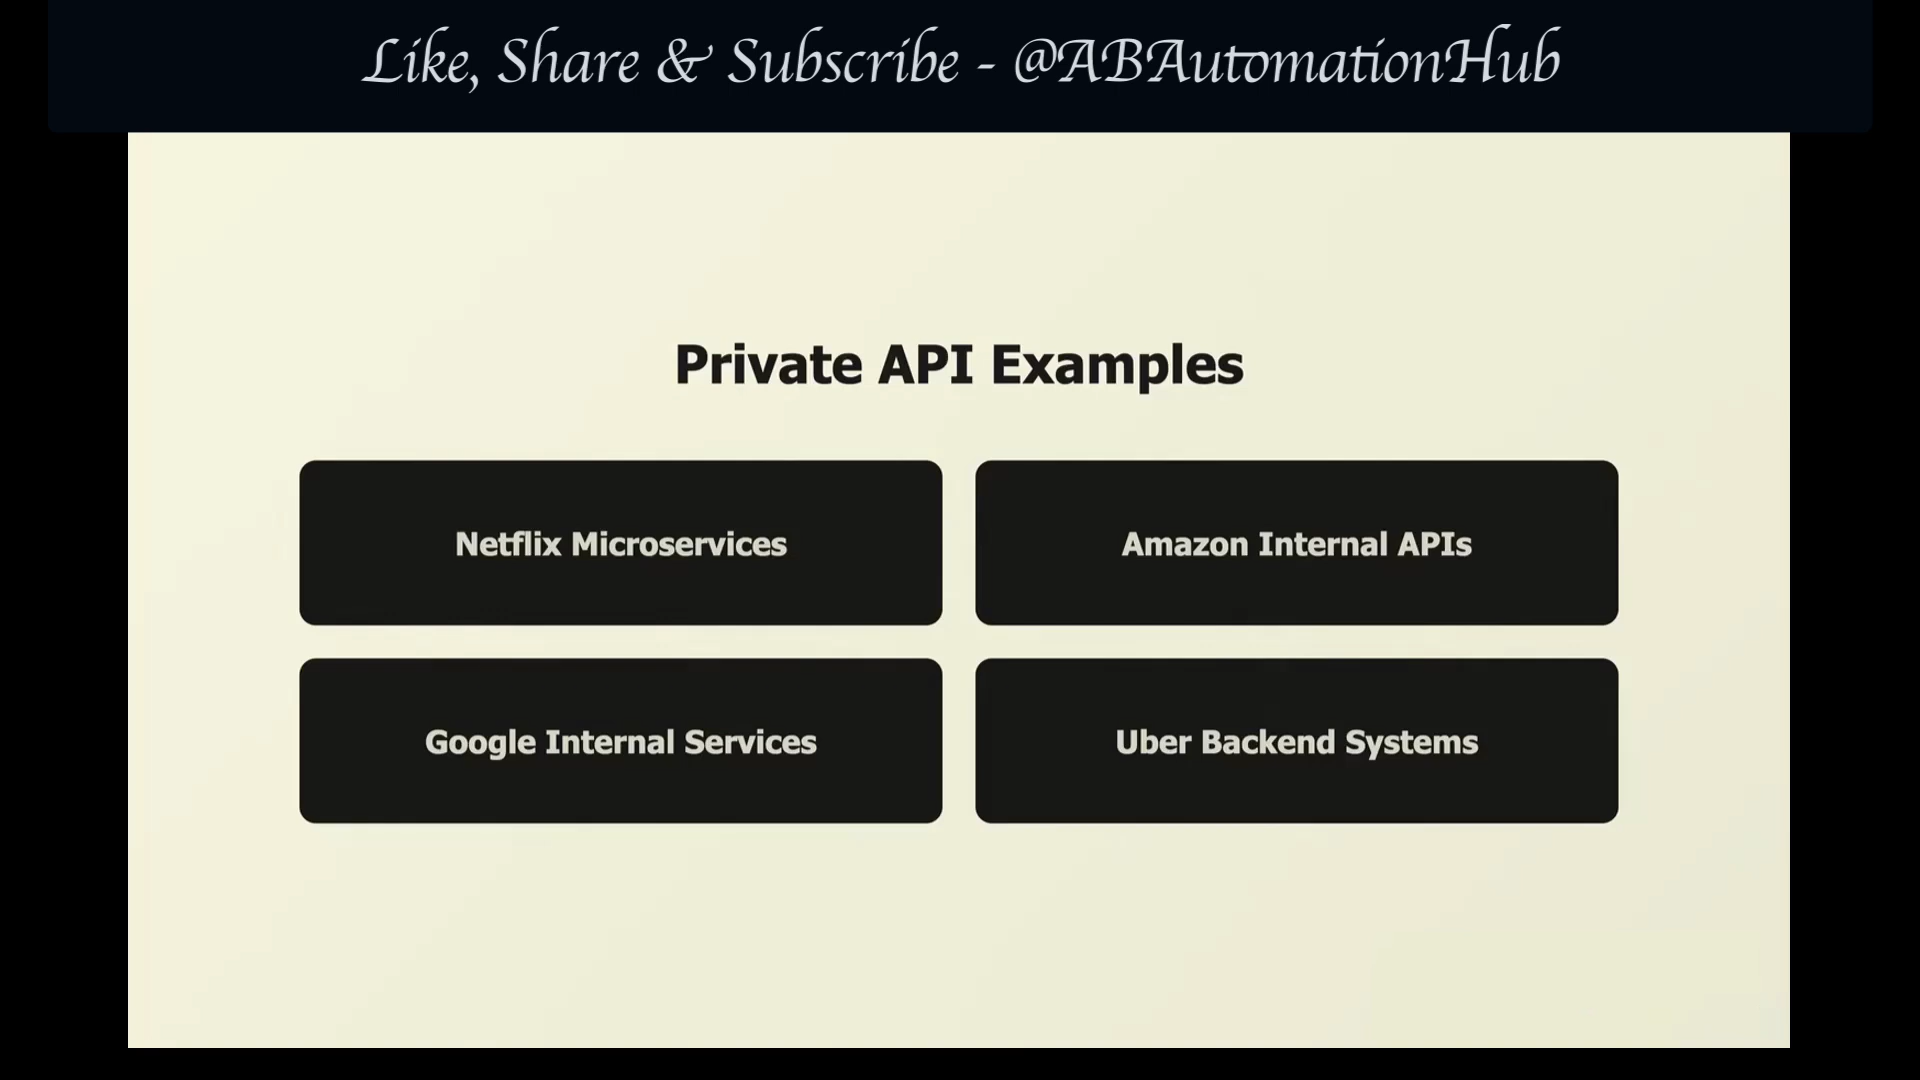 Like, Share & Subscribe - @ABAutomationHub
Private API Examples
Netflix Microservices
Amazon Internal APIs
Google Internal Services
Uber Backend Systems